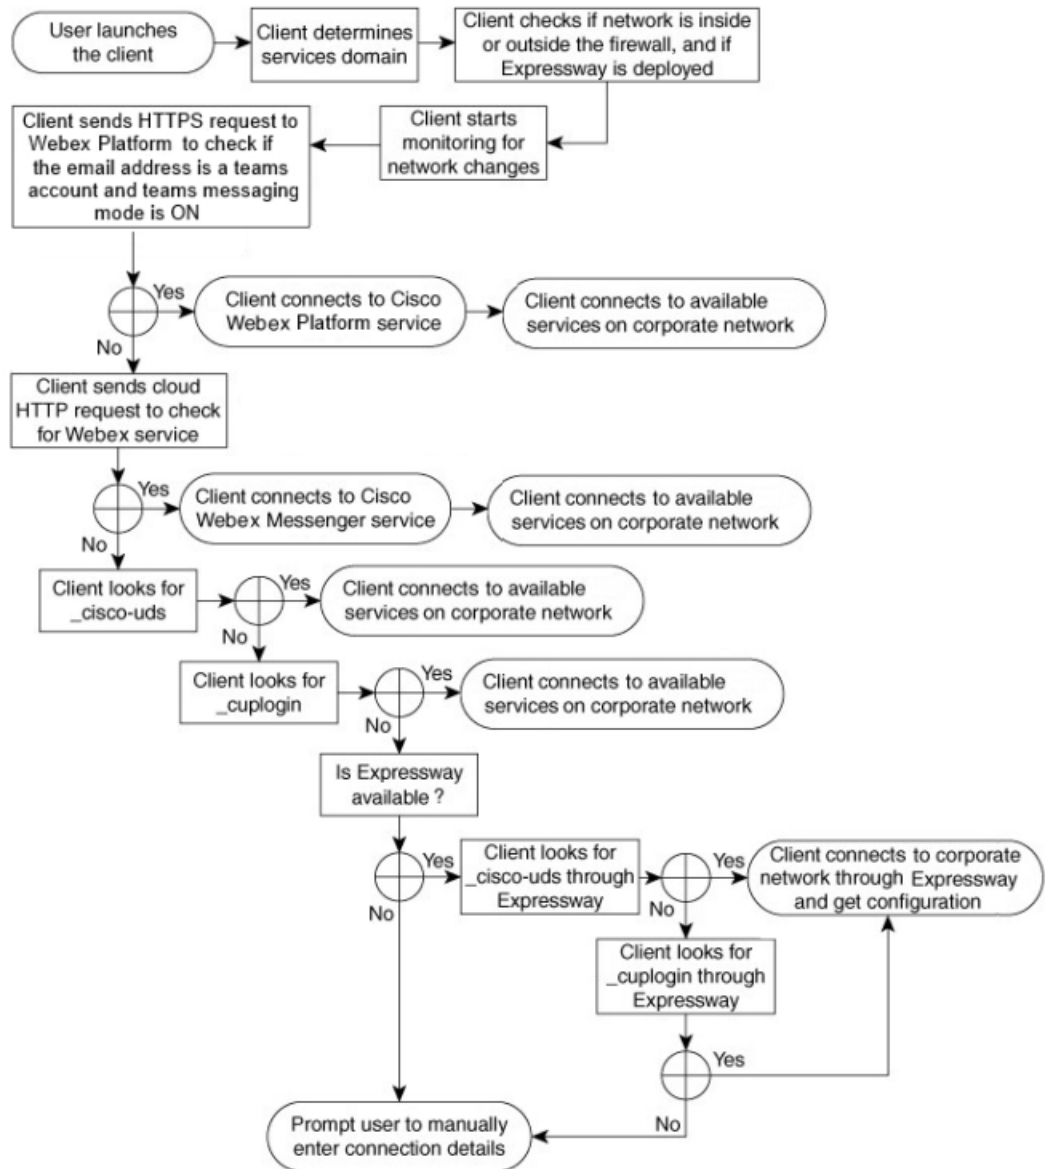 User launches
the client
Client determines
services domain
Client checks if network is inside
or outside the firewall, and if
Expressway is deployed
Client sends HTTPS request to
Webex Platform to check if
the email address is a teams
account and teams messaging
mode is ON
Client starts
monitoring for
network changes
Yes
Client connects to Cisco
Webex Platform service
Client connects to available
services on corporate network
No
Client sends cloud
HTTP request to check
for Webex service
Yes
Client connects to Cisco
Webex Messenger service
Client connects to available
services on corporate network
No
Client looks for
_cisco-uds
Yes
Client connects to available
services on corporate network
No
Client looks for
_cuplogin
Yes
Client connects to available
services on corporate network
No
Is Expressway
available ?
Yes
Client looks for
_cisco-uds through
Expressway
Yes
Client connects to corporate
network through Expressway
and get configuration
No
No
Client looks for
_cuplogin through
Expressway
Yes
No
Prompt user to manually
enter connection details